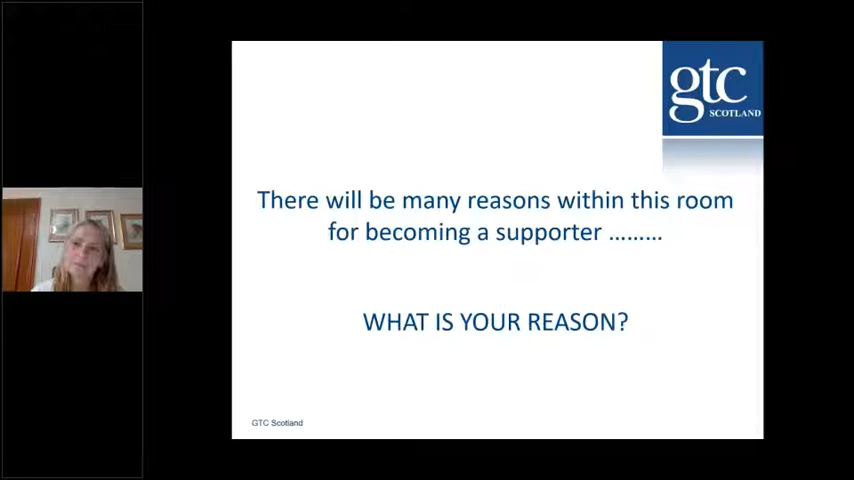 gtc
SCOTLAND
There will be many reasons within this room
for becoming a supporter .........
WHAT IS YOUR REASON?
GTC Scotland